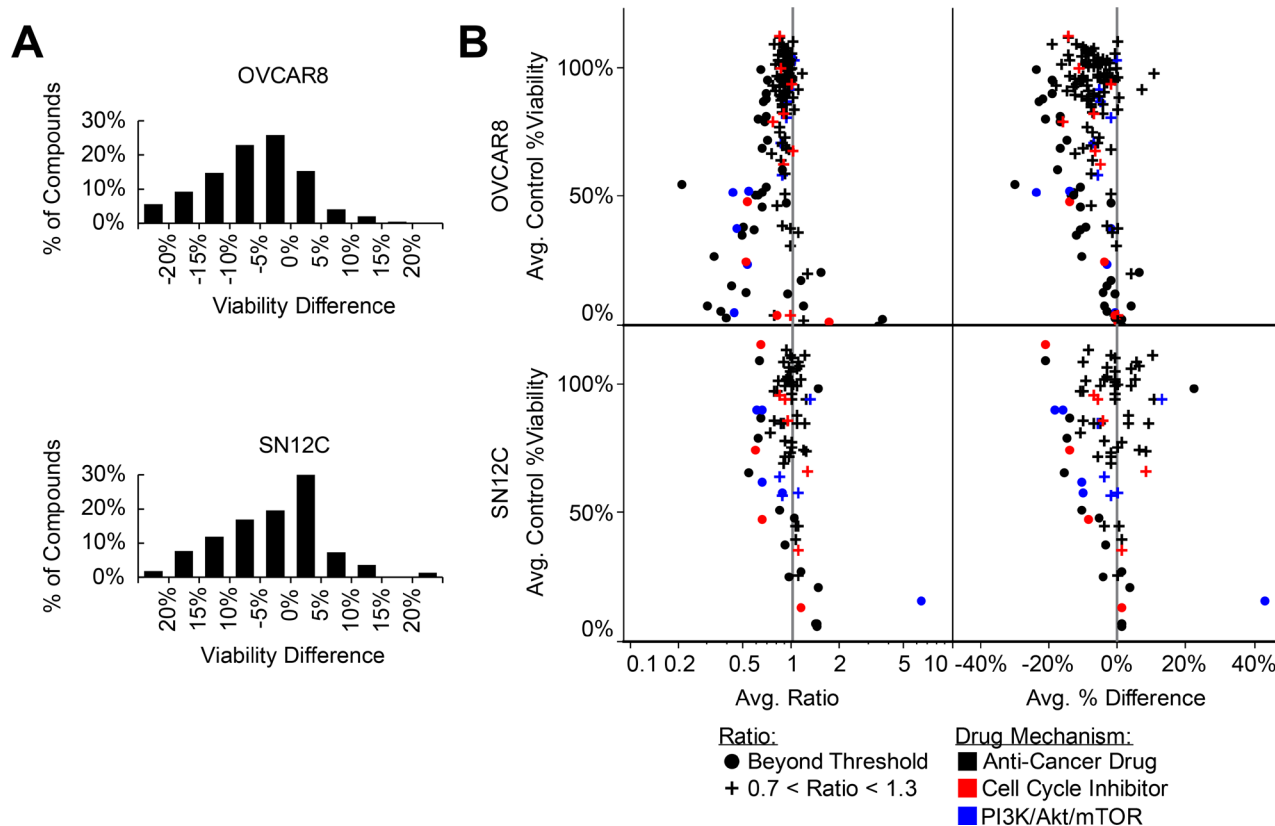 A
OVCAR8
% of Compounds
30%
20%
10%
0%
-20%
-15%
-10%
-5%
0%
5%
10%
15%
20%
Viability Difference
SN12C
% of Compounds
30%
20%
10%
0%
20%
-15%
-10%
-5%
0%
5%
10%
15%
20%
Viability Difference
B
OVCAR8
Avg. Control %Viability
100%
50%
0%
SN12C
Avg. Control %Viability
100%
50%
0%
0.1 0.2 0.5 1 2 5 10
Avg. Ratio
-40% -20% 0% 20% 40%
Avg. % Difference
Ratio:
Beyond Threshold
0.7 < Ratio < 1.3
Drug Mechanism:
Anti-Cancer Drug
Cell Cycle Inhibitor
PI3K/Akt/mTOR